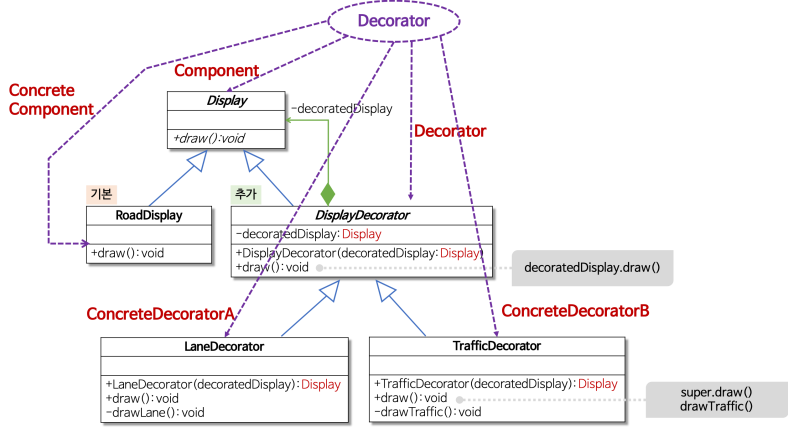 Decorator
Component
Concrete
Component
Display
-decoratedDisplay
+draw():void
Decorator
기본
추가
RoadDisplay
+draw():void
DisplayDecorator
-decoratedDisplay:Display
+DisplayDecorator(decoratedDisplay:Display)
+draw():void
decoratedDisplay.draw()
ConcreteDecoratorA
ConcreteDecoratorB
LaneDecorator
+LaneDecorator(decoratedDisplay):Display
+draw():void
-drawLane():void
TrafficDecorator
+TrafficDecorator(decoratedDisplay):Display
+draw():void
-drawTraffic():void
super.draw()
drawTraffic()